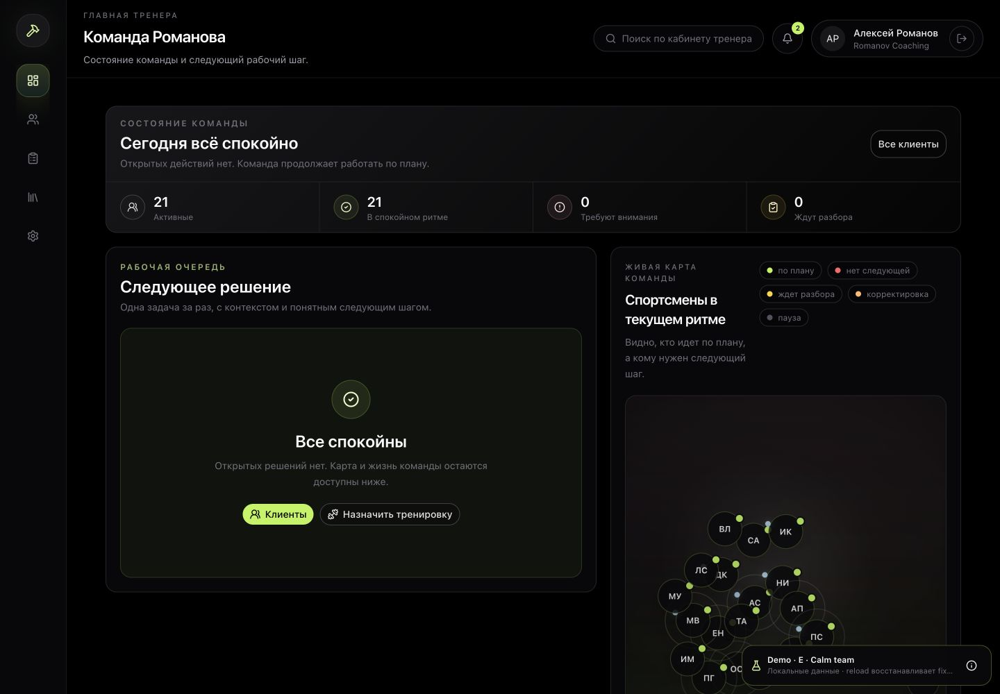 ГЛАВНАЯ ТРЕНЕРА
Команда Романова
Состояние команды и следующий рабочий шаг.
Поиск по кабинету тренера
2
АР
Алексей Романов
Romanov Coaching
СОСТОЯНИЕ КОМАНДЫ
Сегодня всё спокойно
Открытых действий нет. Команда продолжает работать по плану.
Все клиенты
21
Активные
21
В спокойном ритме
0
Требуют внимания
0
Ждут разбора
РАБОЧАЯ ОЧЕРЕДЬ
Следующее решение
Одна задача за раз, с контекстом и понятным следующим шагом.
Все спокойны
Открытых решений нет. Карта и жизнь команды остаются
доступны ниже.
Клиенты
Назначить тренировку
ЖИВАЯ КАРТА
КОМАНДЫ
Спортсмены в
текущем ритме
Видно, кто идет по плану,
а кому нужен следующий
шаг.
по плану
нет следующей
ждет разбора
корректировка
пауза
ВЛ
СА
ИК
ЛС
ДК
НИ
МУ
АС
АП
МВ
ТА
ЕН
ПС
ИМ
ПГ
ОС
Demo · E · Calm team
Локальные данные · reload восстанавливает fix...